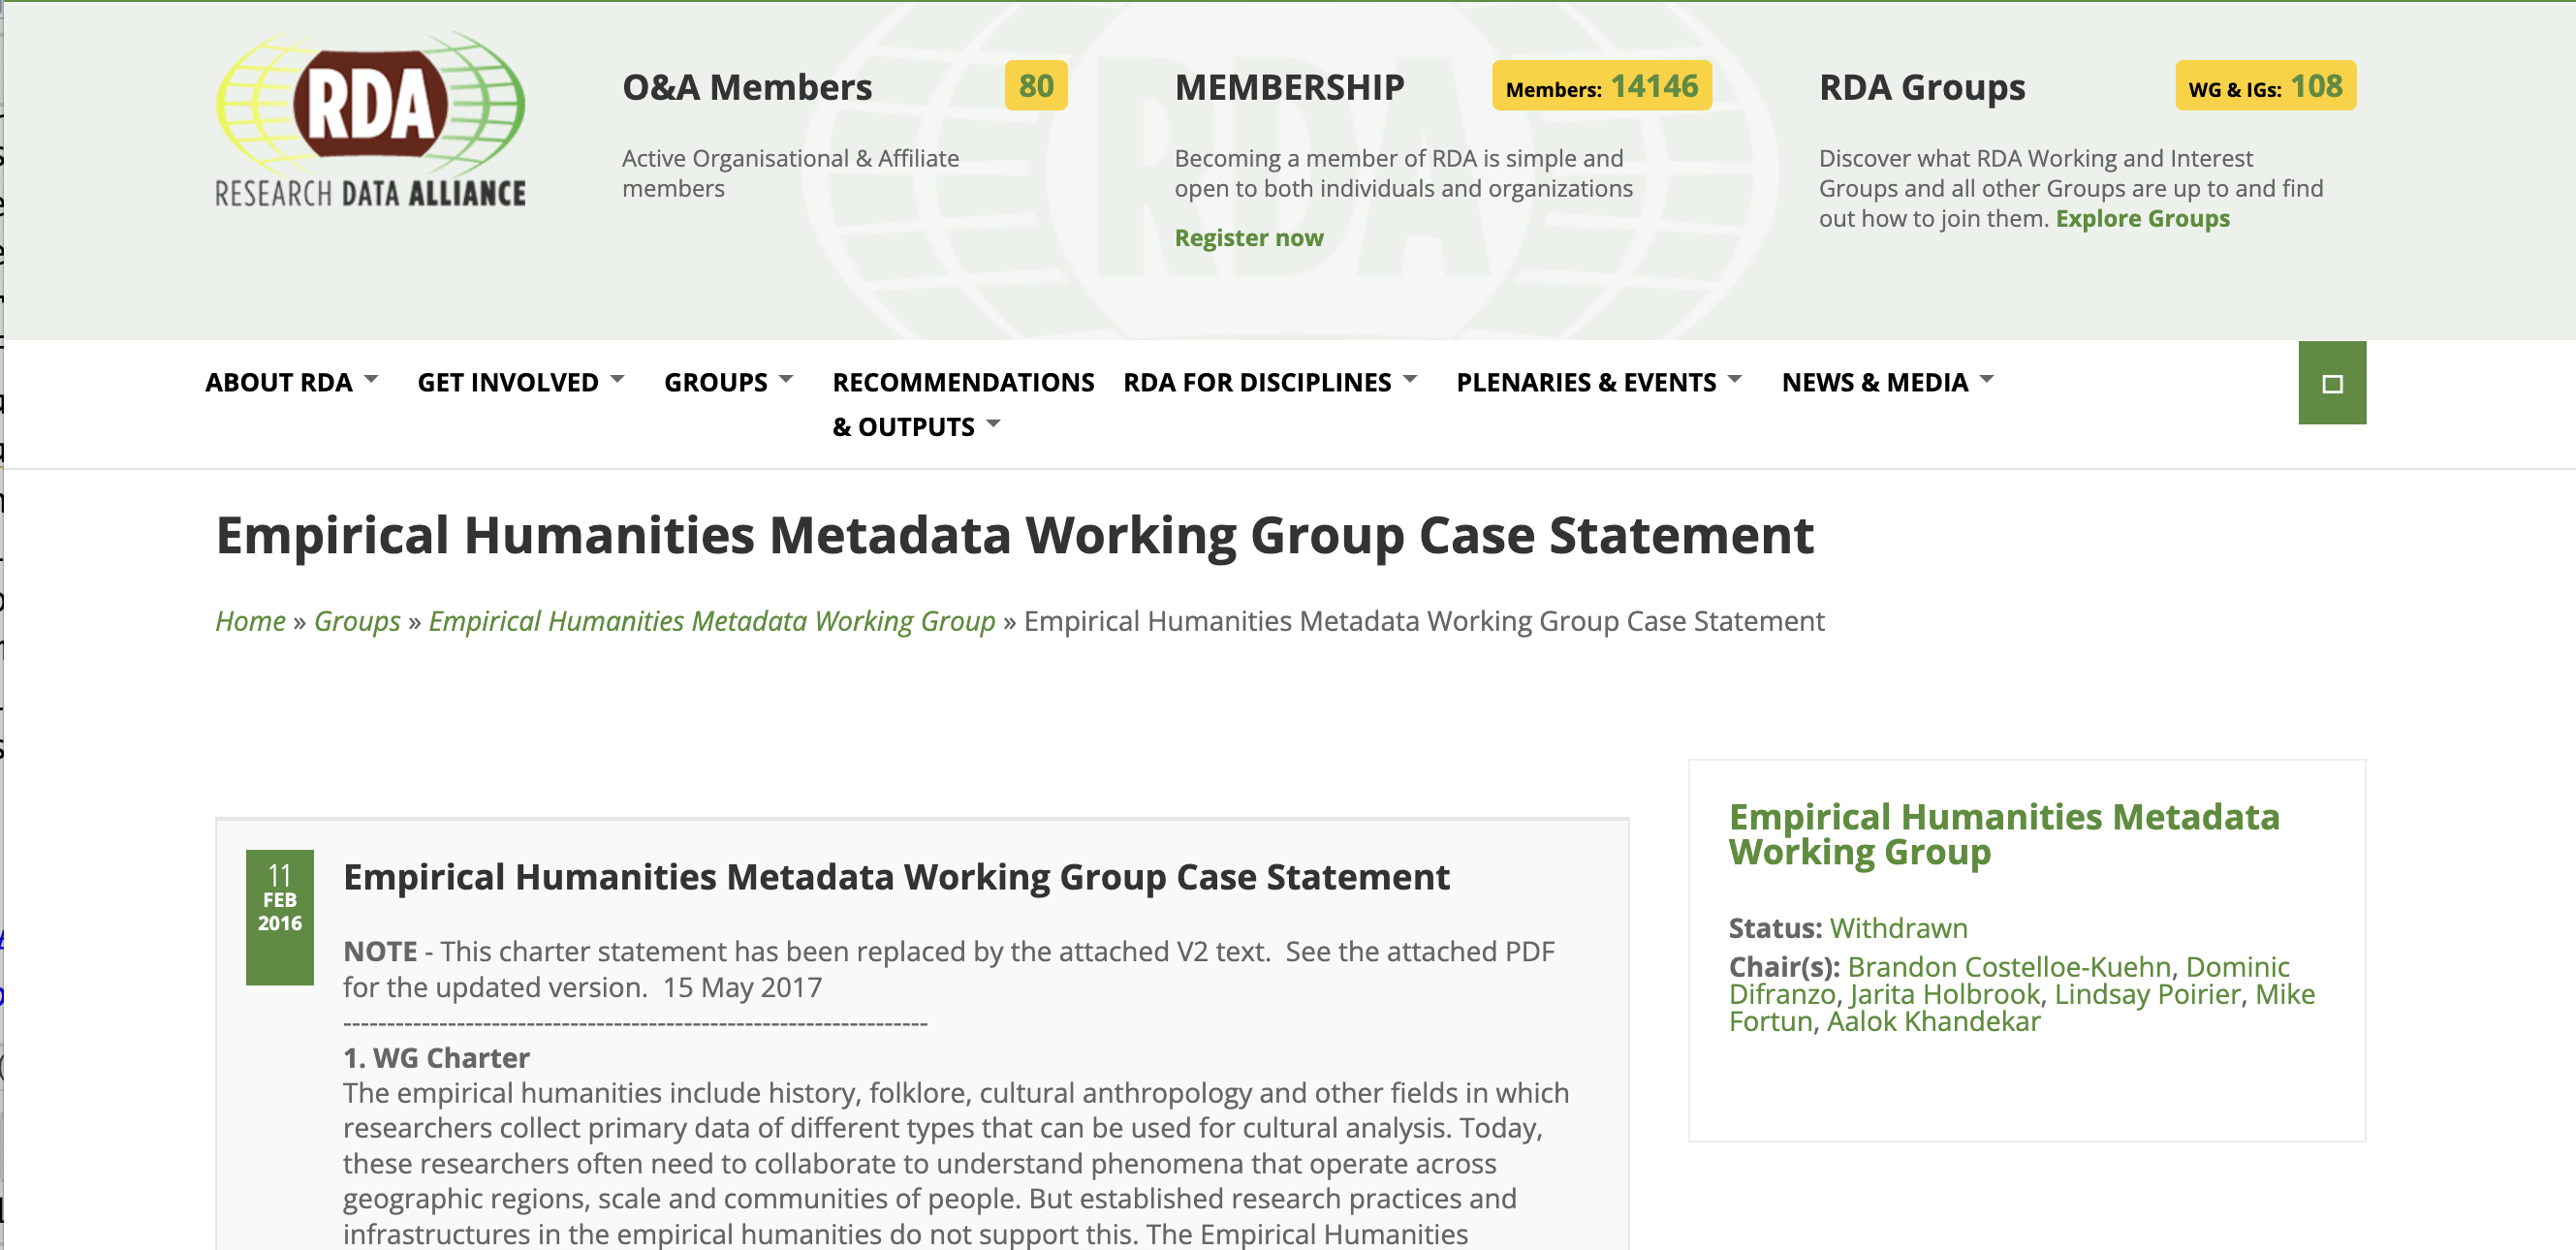 RDA
RESEARCH DATA ALLIANCE
O&A Members
80
Active Organisational & Affiliate
members
MEMBERSHIP
Members: 14146
Becoming a member of RDA is simple and
open to both individuals and organizations
Register now
RDA Groups
WG & IGs: 108
Discover what RDA Working and Interest
Groups and all other Groups are up to and find
out how to join them. Explore Groups
RDA
ABOUT RDA
GET INVOLVED
GROUPS
RECOMMENDATIONS
& OUTPUTS
RDA FOR DISCIPLINES
PLENARIES & EVENTS
NEWS & MEDIA
Empirical Humanities Metadata Working Group Case Statement
Home » Groups » Empirical Humanities Metadata Working Group » Empirical Humanities Metadata Working Group Case Statement
11
FEB
2016
Empirical Humanities Metadata Working Group Case Statement
NOTE - This charter statement has been replaced by the attached V2 text.  See the attached PDF
for the updated version.  15 May 2017
-------------------------------------------------------------------
1. WG Charter
The empirical humanities include history, folklore, cultural anthropology and other fields in which
researchers collect primary data of different types that can be used for cultural analysis. Today,
these researchers often need to collaborate to understand phenomena that operate across
geographic regions, scale and communities of people. But established research practices and
infrastructures in the empirical humanities do not support this. The Empirical Humanities
Empirical Humanities Metadata
Working Group
Status: Withdrawn
Chair(s): Brandon Costelloe-Kuehn, Dominic
Difranzo, Jarita Holbrook, Lindsay Poirier, Mike
Fortun, Aalok Khandekar